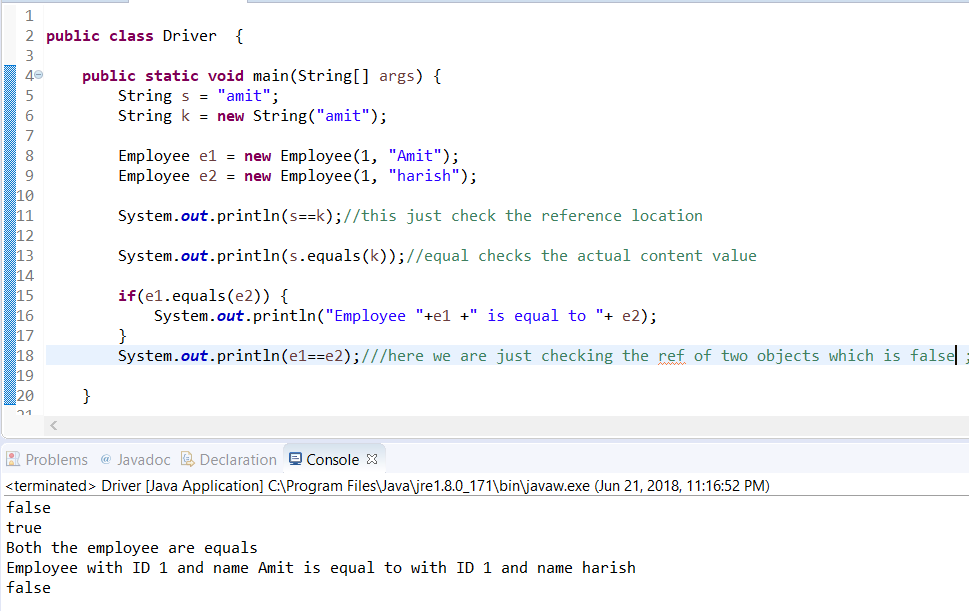 1
2 public class Driver {
3
4 public static void main(String[] args) {
5 String s = "amit";
6 String k = new String("amit");
7
8 Employee e1 = new Employee(1, "Amit");
9 Employee e2 = new Employee(1, "harish");
10
11 System.out.println(s==k);//this just check the reference location
12
13 System.out.println(s.equals(k));//equal checks the actual content value
14
15 if(e1.equals(e2)) {
16 System.out.println("Employee "+e1 +" is equal to "+ e2);
17 }
18 System.out.println(e1==e2);///here we are just checking the ref of two objects which is false ;
19
20 }
21
Problems @ Javadoc Declaration Console
<terminated> Driver [Java Application] C:\Program Files\Java\jre1.8.0_171\bin\javaw.exe (Jun 21, 2018, 11:16:52 PM)
false
true
Both the employee are equals
Employee with ID 1 and name Amit is equal to with ID 1 and name harish
false